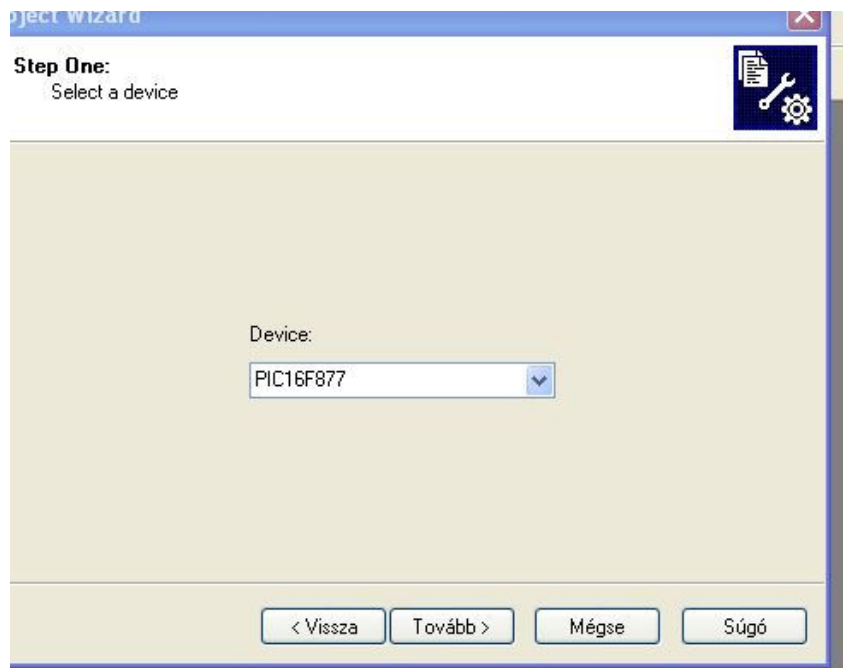 oject Wizard
Step One:
Select a device
Device:
PIC16F877
< Vissza Tovább > Mégse Súgó